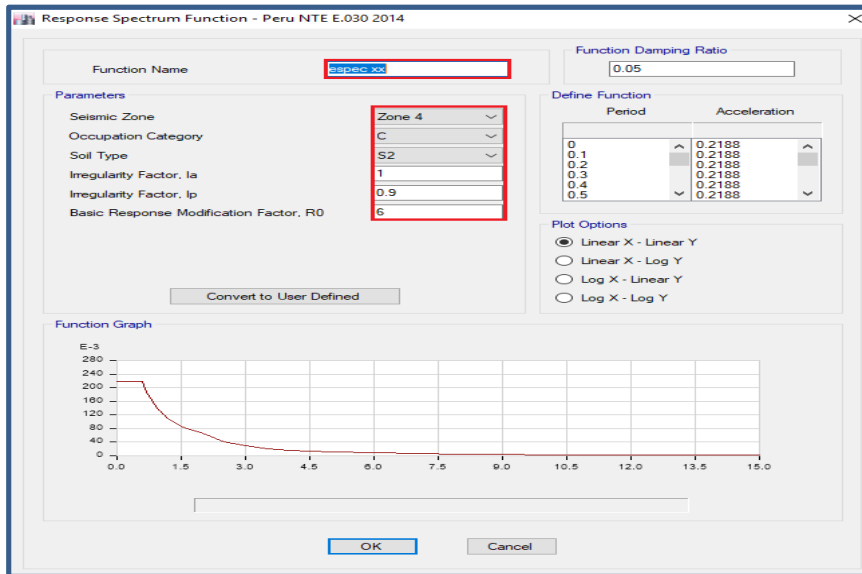 Response Spectrum Function - Peru NTE E.030 2014
Function Name
espec xx
Function Damping Ratio
0.05
Parameters
Seismic Zone Zone 4
Occupation Category C
Soil Type S2
Irregularity Factor, Ia 1
Irregularity Factor, Ip 0.9
Basic Response Modification Factor, R0 6
Convert to User Defined
Define Function
Period Acceleration
0 0.2188
0.1 0.2188
0.2 0.2188
0.3 0.2188
0.4 0.2188
0.5 0.2188
Plot Options
Linear X - Linear Y
Linear X - Log Y
Log X - Linear Y
Log X - Log Y
Function Graph
E-3
280
240
200
160
120
80
40
0
0.0 1.5 3.0 4.5 6.0 7.5 9.0 10.5 12.0 13.5 15.0
OK Cancel